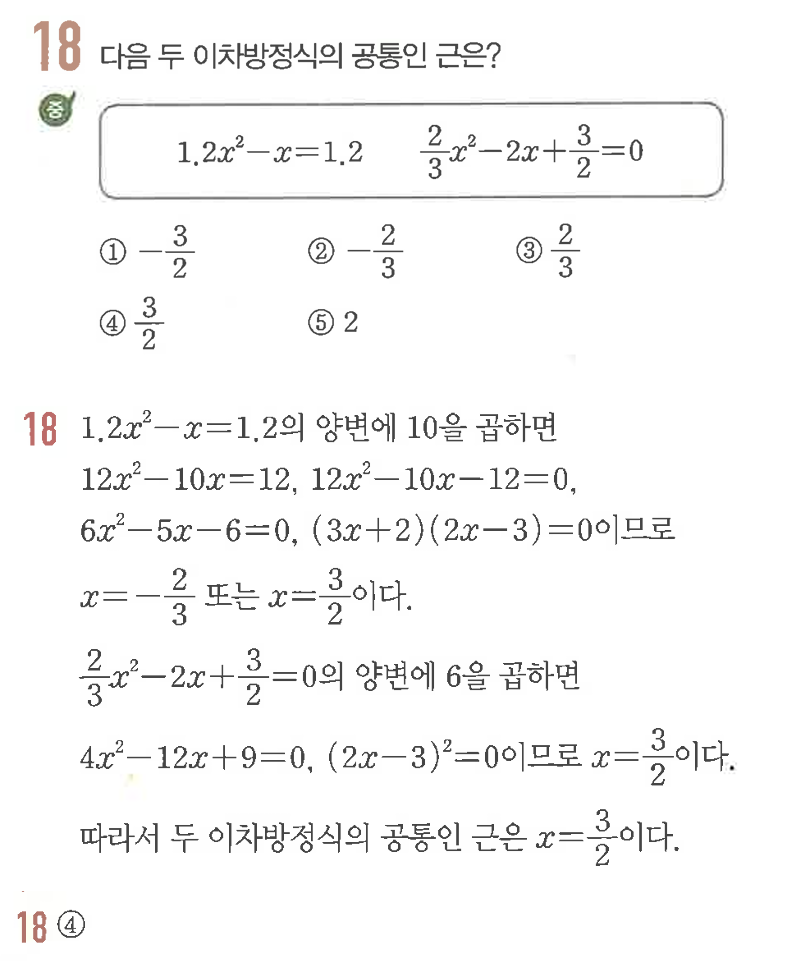 18 다음 두 이차방정식의 공통인 근은?
중
1.2x²-x=1.2 2/3x²-2x+3/2=0
① -3/2 ② -2/3 ③ 2/3
④ 3/2 ⑤ 2
18 1.2x²-x=1.2의 양변에 10을 곱하면
12x²-10x=12, 12x²-10x-12=0,
6x²-5x-6=0, (3x+2)(2x-3)=0이므로
x=-2/3 또는 x=3/2이다.
2/3x²-2x+3/2=0의 양변에 6을 곱하면
4x²-12x+9=0, (2x-3)²=0이므로 x=3/2이다.
따라서 두 이차방정식의 공통인 근은 x=3/2이다.
18 ④